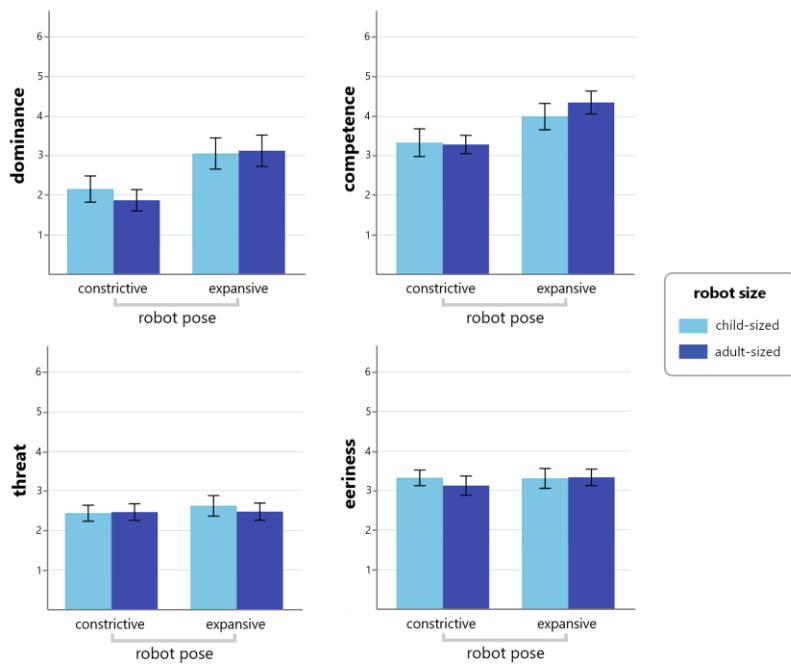 6
5
4
3
2
1
dominance
constrictive expansive
robot pose
6
5
4
3
2
1
competence
constrictive expansive
robot pose
robot size
child-sized
adult-sized
6
5
4
3
2
1
threat
constrictive expansive
robot pose
6
5
4
3
2
1
eeriness
constrictive expansive
robot pose